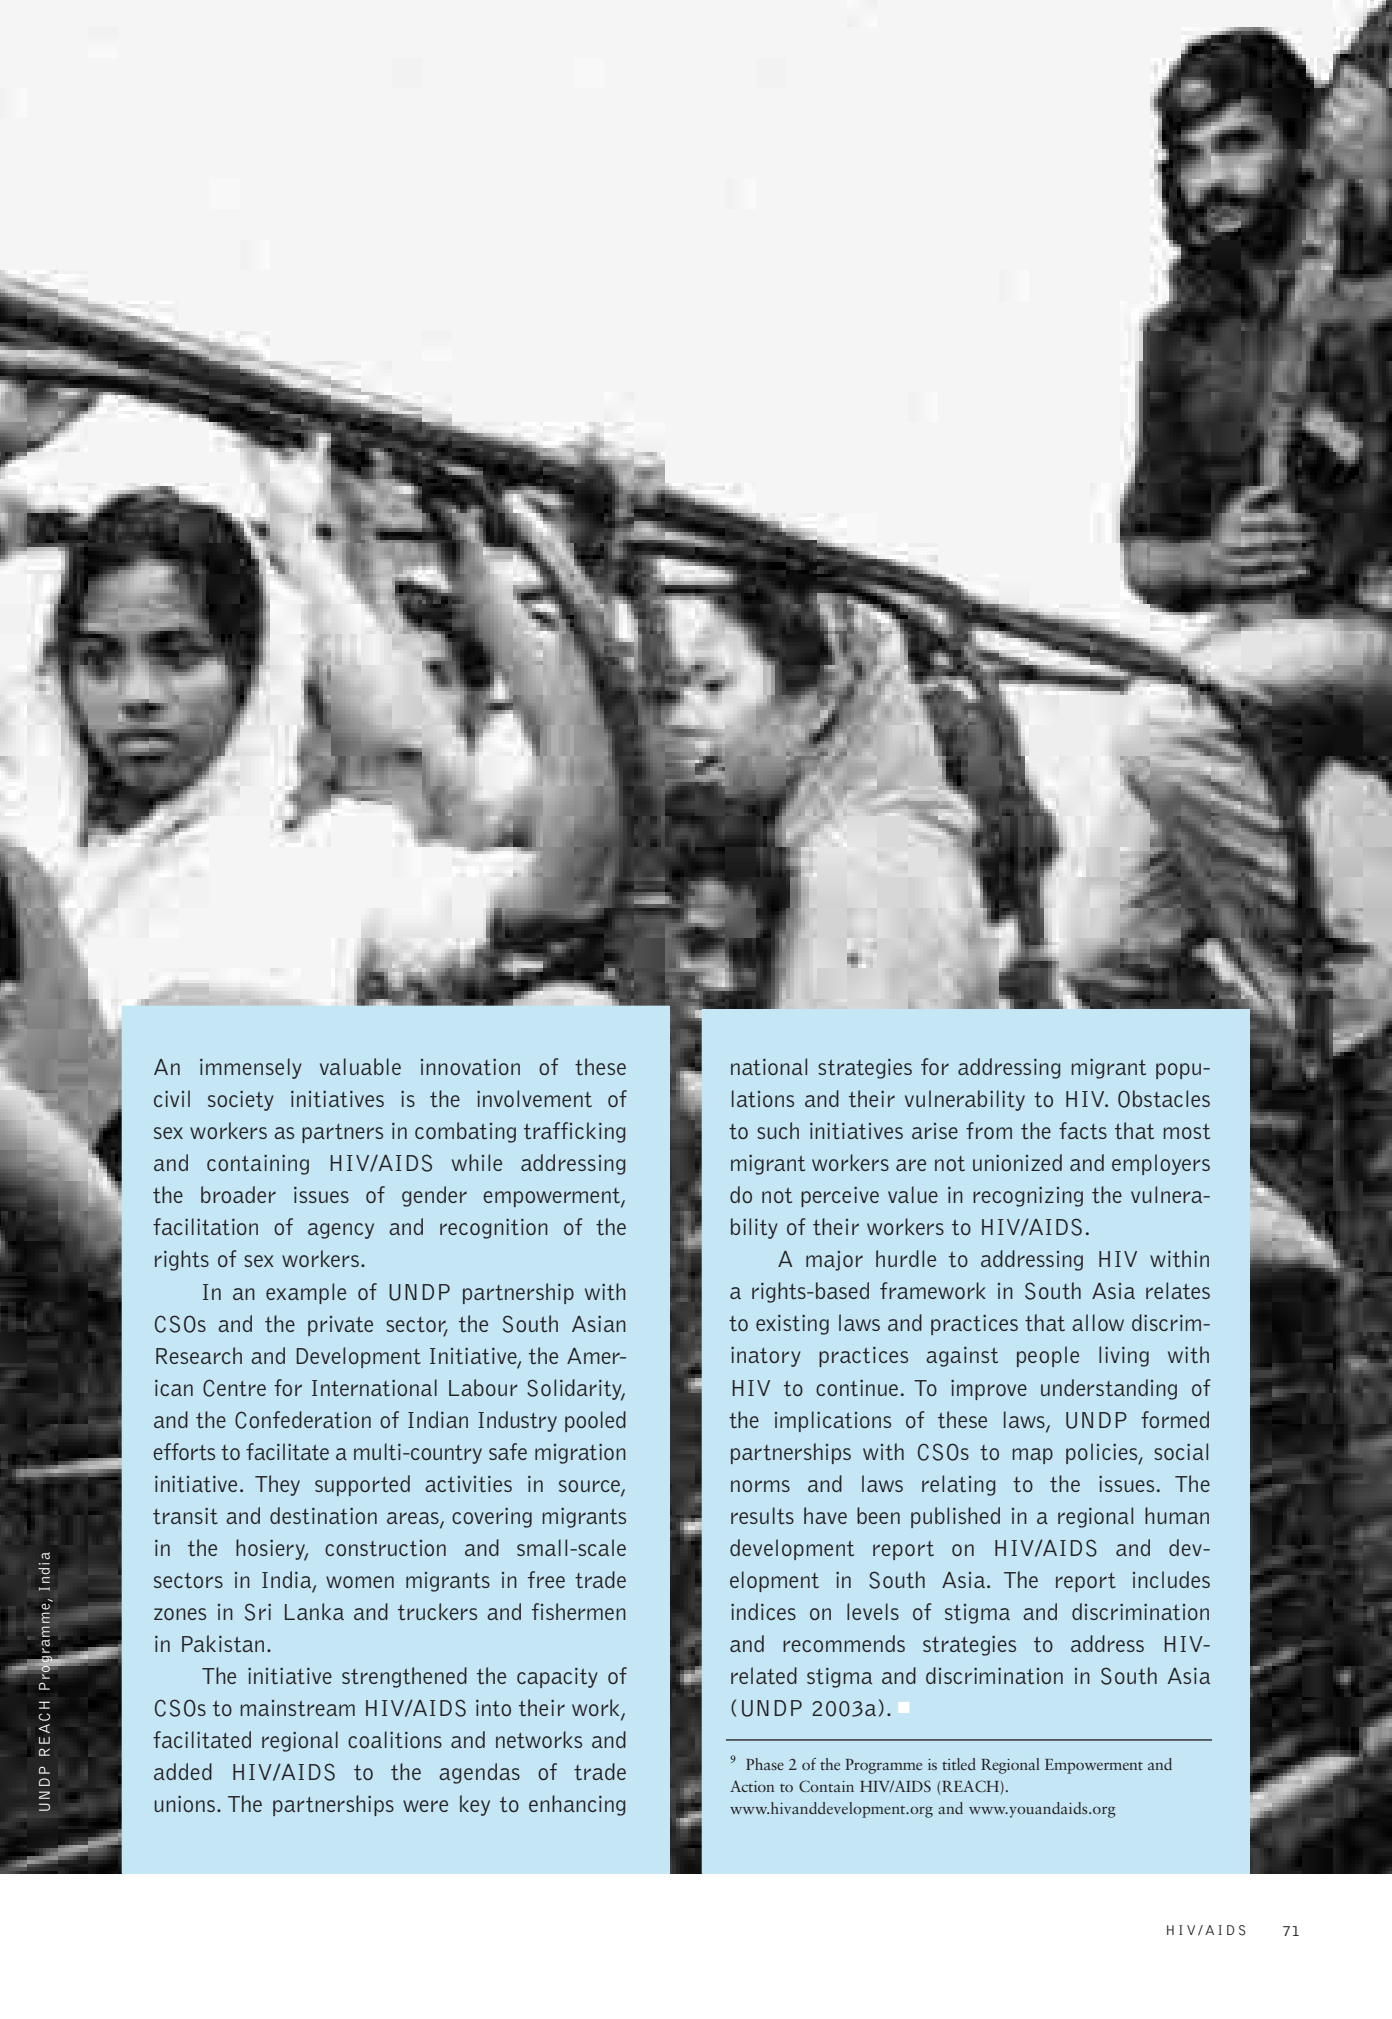 An immensely valuable innovation of these
civil society initiatives is the involvement of
sex workers as partners in combating trafficking
and containing HIV/AIDS while addressing
the broader issues of gender empowerment,
facilitation of agency and recognition of the
rights of sex workers.
In an example of UNDP partnership with
CSOs and the private sector, the South Asian
Research and Development Initiative, the Amer-
ican Centre for International Labour Solidarity,
and the Confederation of Indian Industry pooled
efforts to facilitate a multi-country safe migration
initiative. They supported activities in source,
transit and destination areas, covering migrants
in the hosiery, construction and small-scale
sectors in India, women migrants in free trade
zones in Sri Lanka and truckers and fishermen
in Pakistan.
The initiative strengthened the capacity of
CSOs to mainstream HIV/AIDS into their work,
facilitated regional coalitions and networks and
added HIV/AIDS to the agendas of trade
unions. The partnerships were key to enhancing
national strategies for addressing migrant popu-
lations and their vulnerability to HIV. Obstacles
to such initiatives arise from the facts that most
migrant workers are not unionized and employers
do not perceive value in recognizing the vulnera-
bility of their workers to HIV/AIDS.
A major hurdle to addressing HIV within
a rights-based framework in South Asia relates
to existing laws and practices that allow discrim-
inatory practices against people living with
HIV to continue. To improve understanding of
the implications of these laws, UNDP formed
partnerships with CSOs to map policies, social
norms and laws relating to the issues. The
results have been published in a regional human
development report on HIV/AIDS and dev-
elopment in South Asia. The report includes
indices on levels of stigma and discrimination
and recommends strategies to address HIV-
related stigma and discrimination in South Asia
(UNDP 2003a).
9 Phase 2 of the Programme is titled Regional Empowerment and
Action to Contain HIV/AIDS (REACH).
www.hivanddevelopment.org and www.youandaids.org
UNDP REACH Programme, India
HIV/AIDS 71